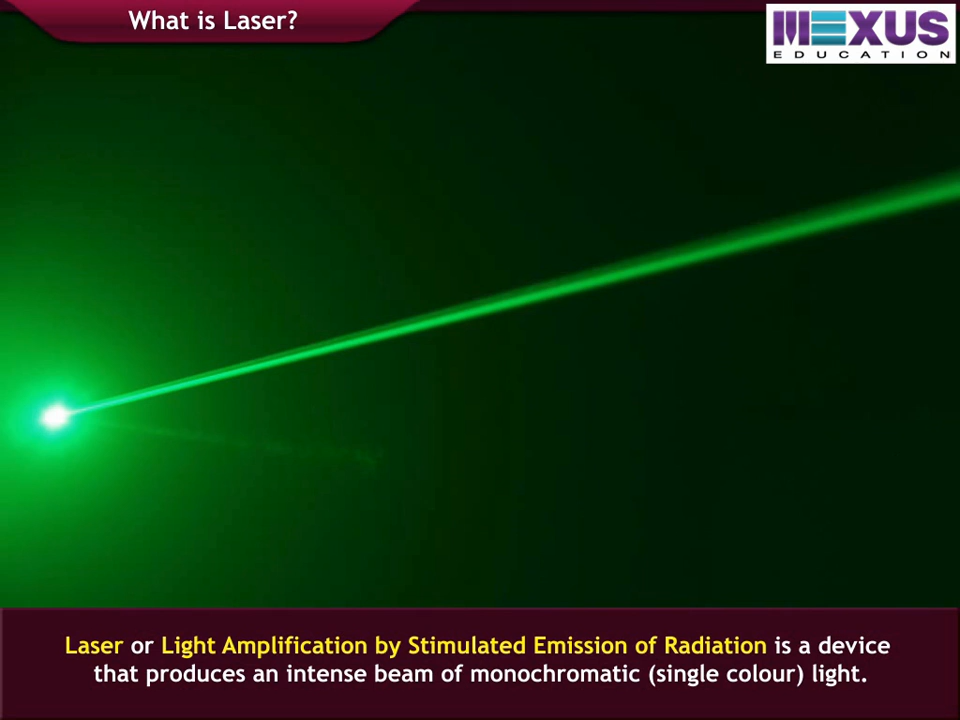 What is Laser?
MEXUS
EDUCATION
Laser or Light Amplification by Stimulated Emission of Radiation is a device
that produces an intense beam of monochromatic (single colour) light.